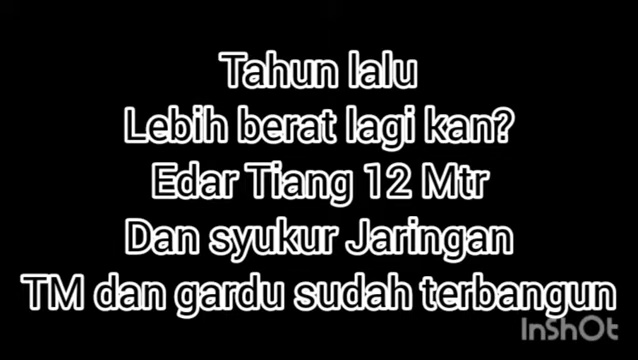 Tahun lalu
Lebih berat lagi kan?
Edar Tiang 12 Mtr
Dan syukur Jaringan
TM dan gardu sudah terbangun
InShOt